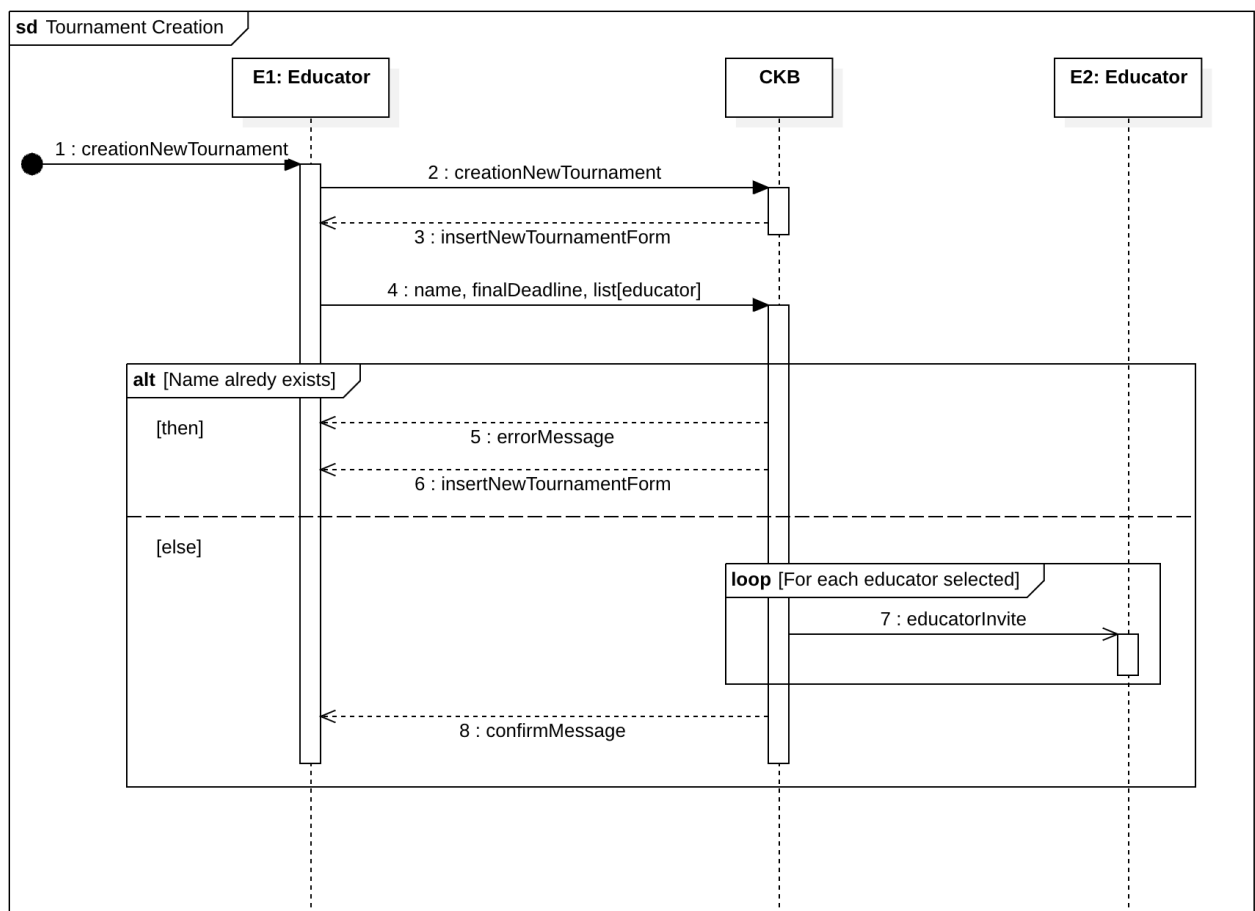 sd Tournament Creation
E1: Educator
CKB
E2: Educator
1 : creationNewTournament
2 : creationNewTournament
3 : insertNewTournamentForm
4 : name, finalDeadline, list[educator]
alt [Name alredy exists]
[then]
5 : errorMessage
6 : insertNewTournamentForm
[else]
loop [For each educator selected]
7 : educatorInvite
8 : confirmMessage